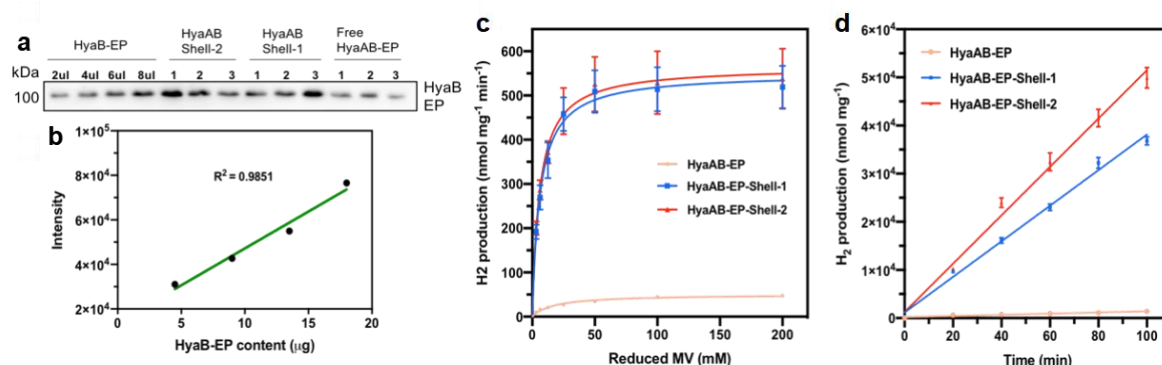 a
HyaB-EP
HyaAB
Shell-2
HyaAB
Shell-1
Free
HyaAB-EP
kDa
2ul 4ul 6ul 8ul 1 2 3 1 2 3 1 2 3
100
HyaB
EP
b
1×10⁵
8×10⁴
6×10⁴
4×10⁴
2×10⁴
Intensity
R² = 0.9851
0 5 10 15 20
HyaB-EP content (μg)
c
600
550
500
450
400
350
300
250
200
150
100
50
0
H2 production (nmol mg⁻¹ min⁻¹)
HyaAB-EP
HyaAB-EP-Shell-1
HyaAB-EP-Shell-2
0 50 100 150 200
Reduced MV (mM)
d
6×10⁴
5×10⁴
4×10⁴
3×10⁴
2×10⁴
1×10⁴
0
H₂ production (nmol mg⁻¹)
HyaAB-EP
HyaAB-EP-Shell-1
HyaAB-EP-Shell-2
0 20 40 60 80 100
Time (min)